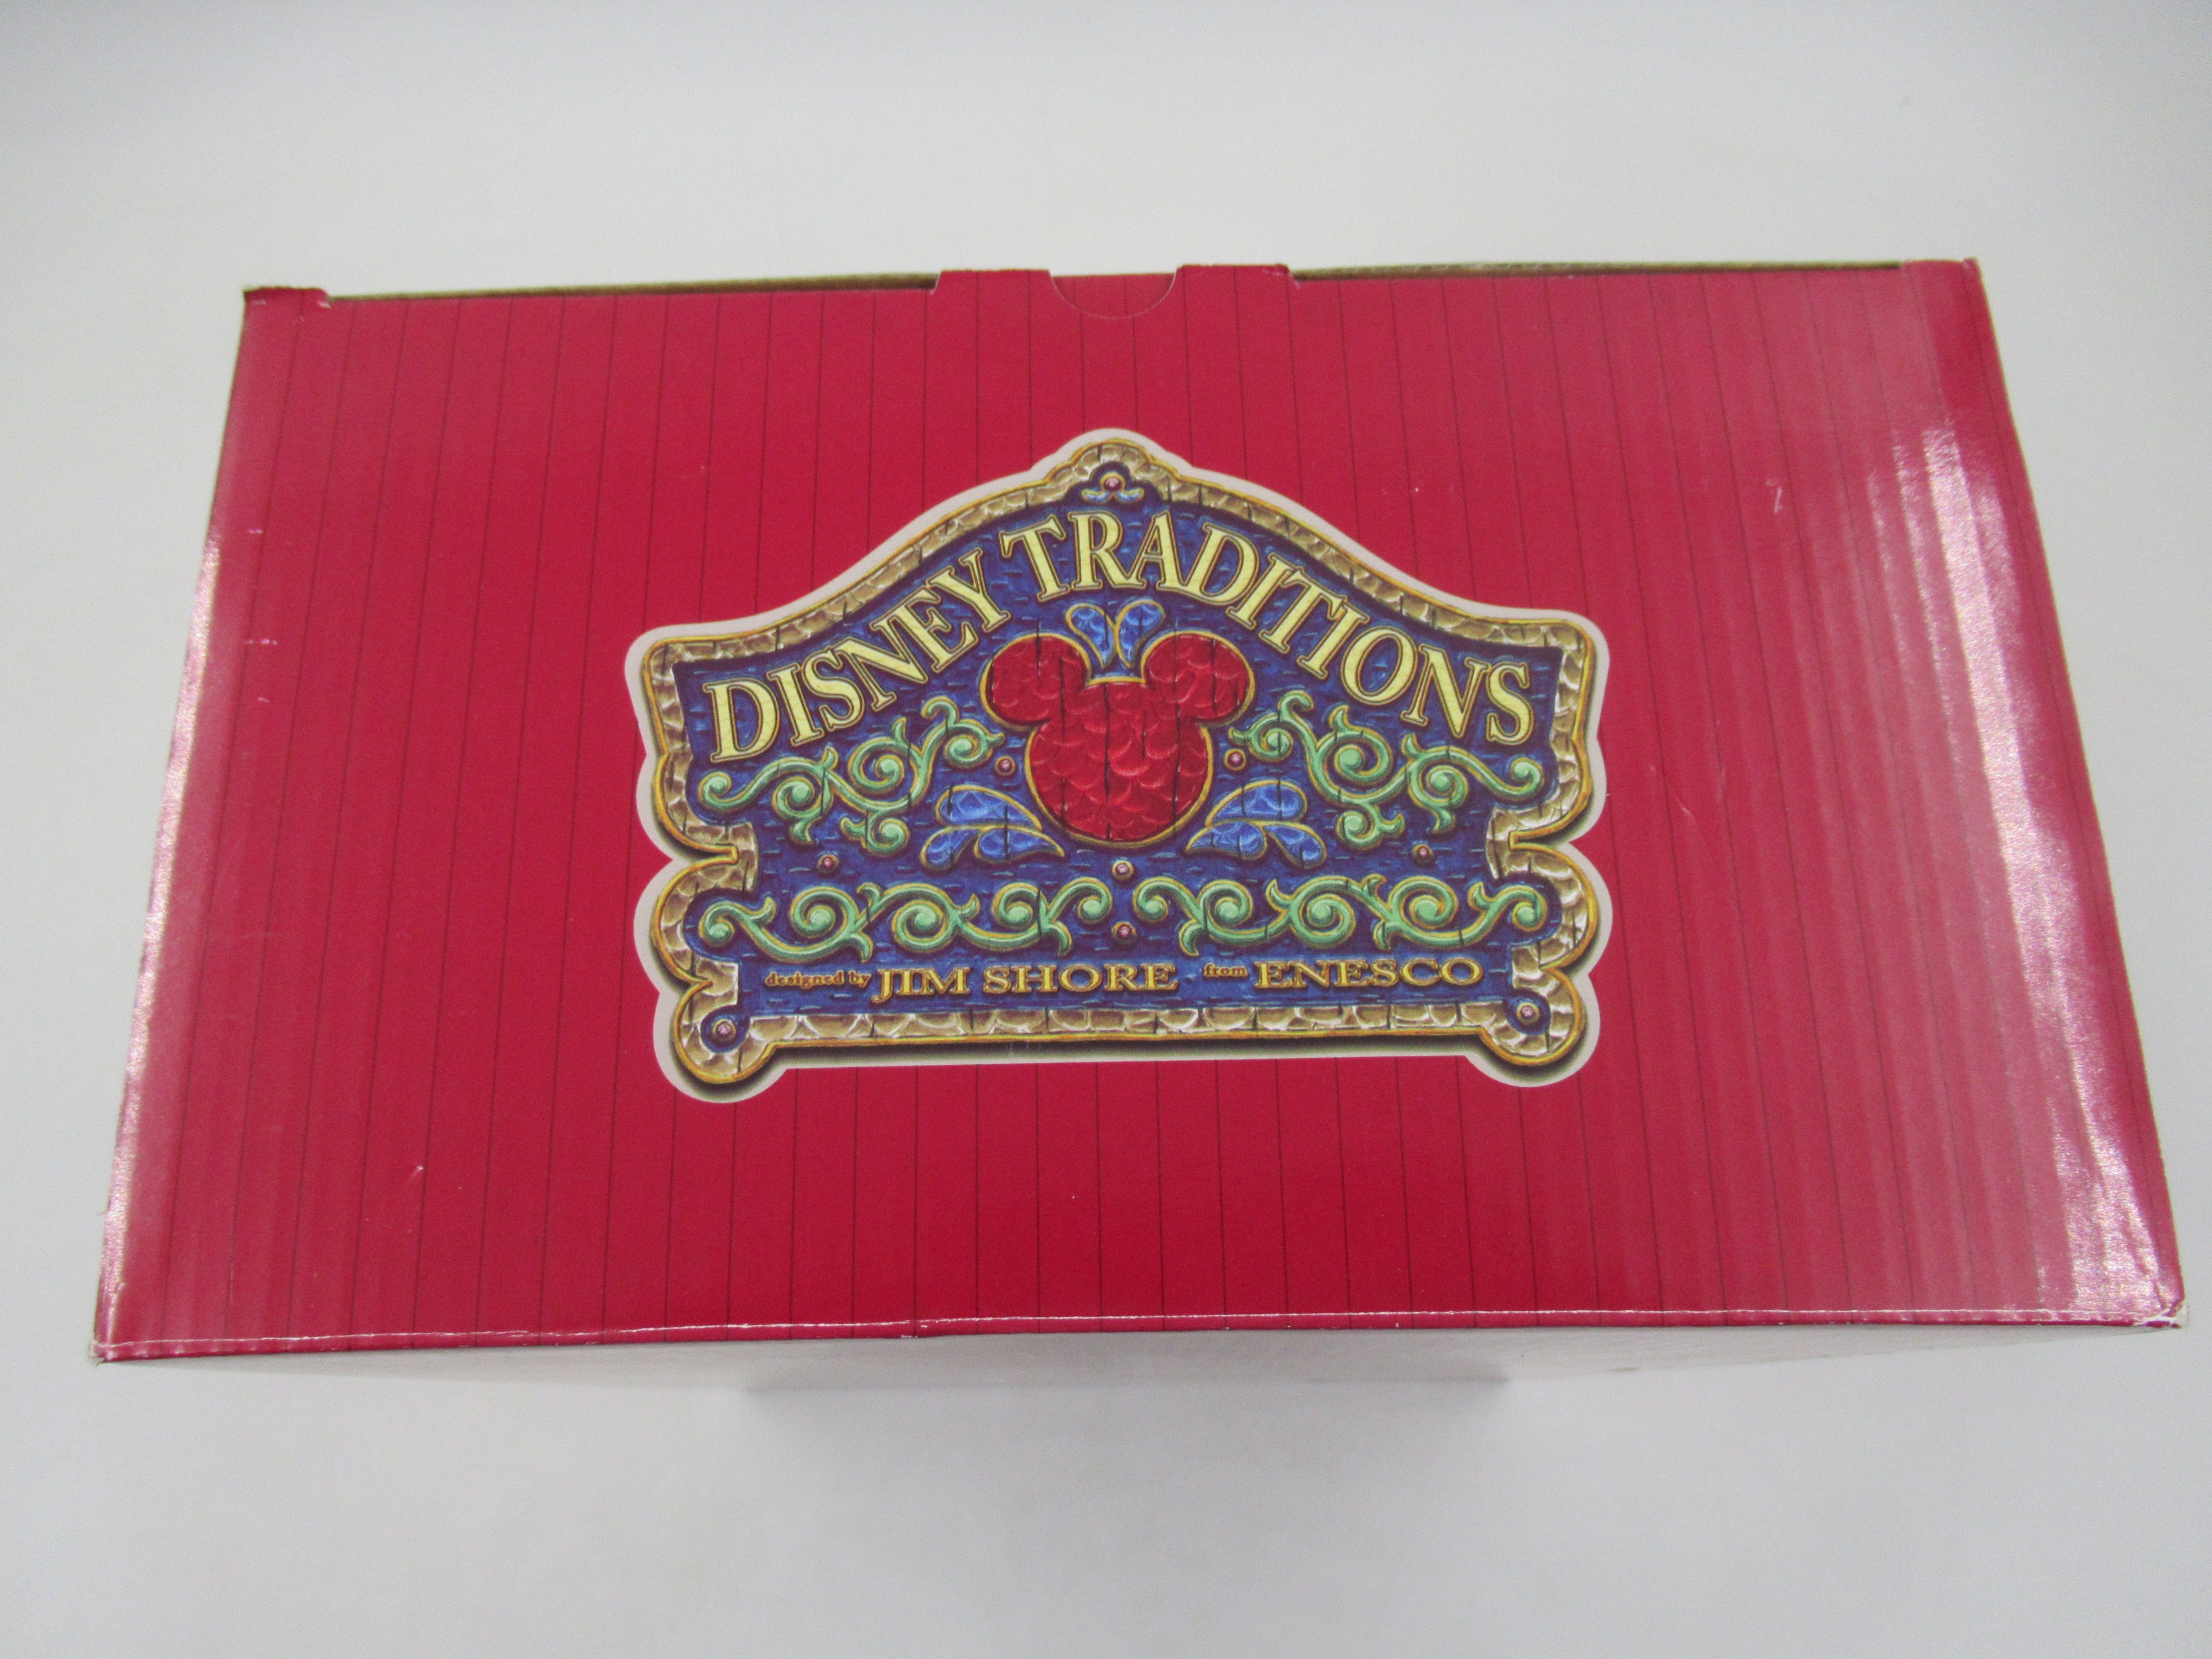 DISNEY TRADITIONS
designed by JIM SHORE from ENESCO